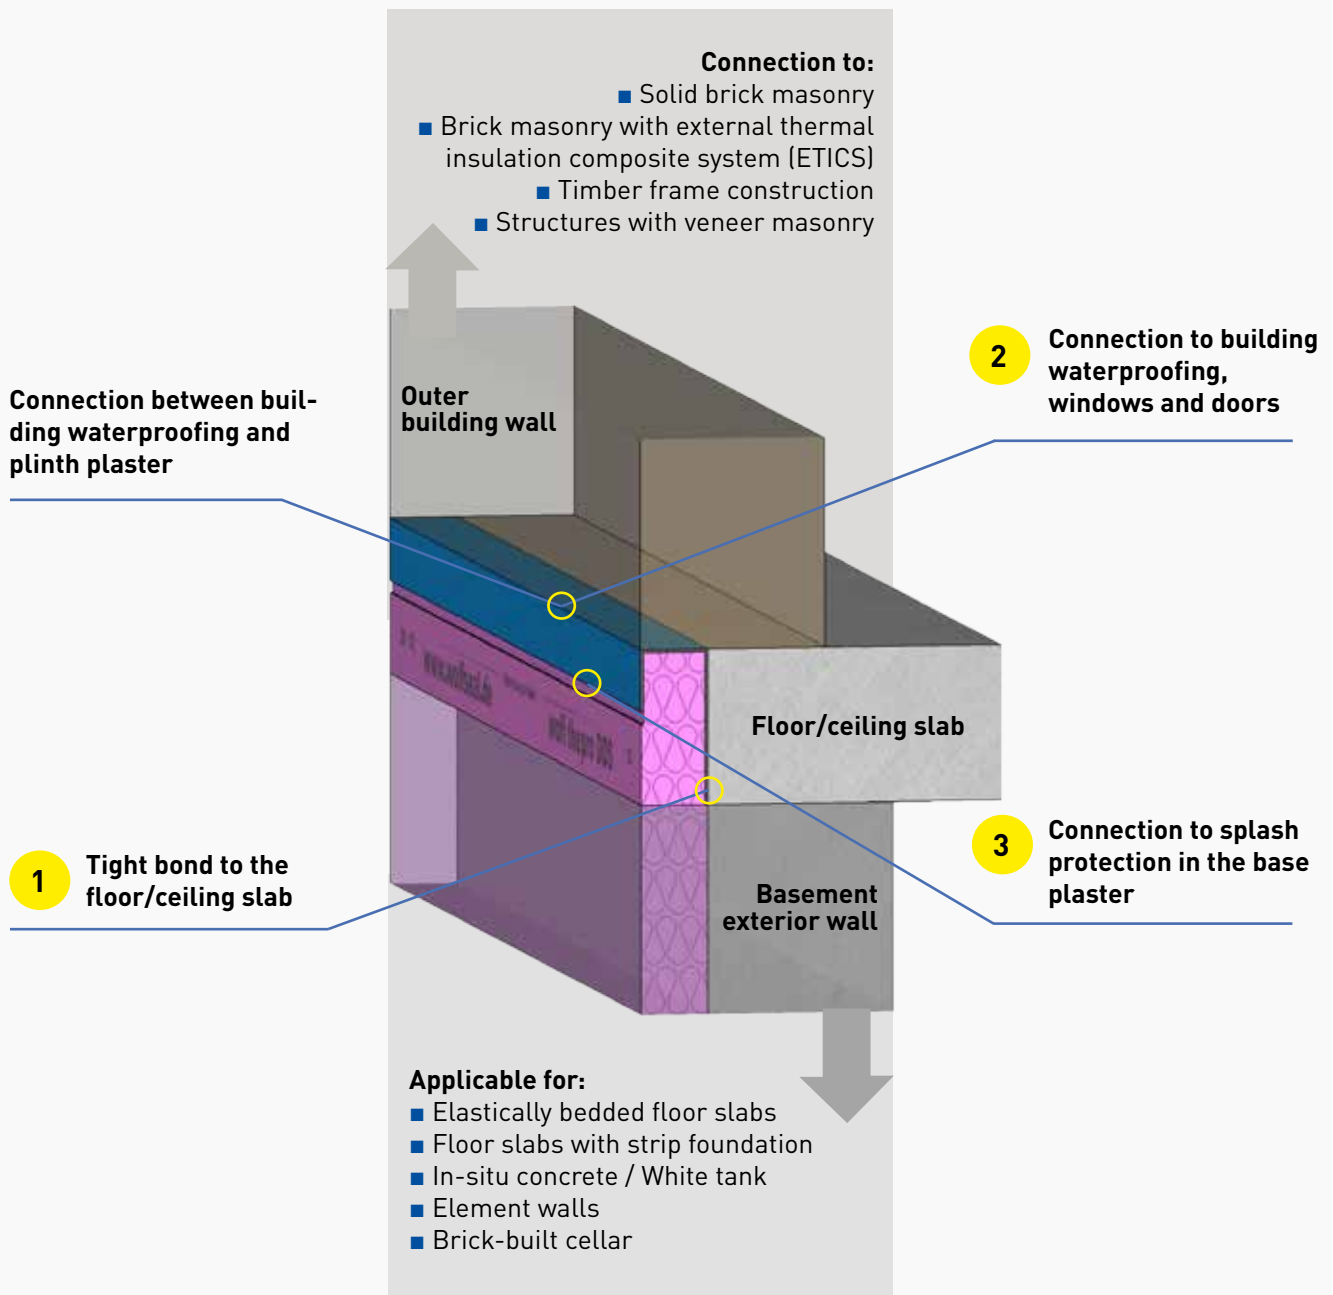 Connection to:
■ Solid brick masonry
■ Brick masonry with external thermal
insulation composite system (ETICS)
■ Timber frame construction
■ Structures with veneer masonry
Outer
building wall
Connection between buil-
ding waterproofing and
plinth plaster
2
Connection to building
waterproofing,
windows and doors
Floor/ceiling slab
1
Tight bond to the
floor/ceiling slab
Basement
exterior wall
3
Connection to splash
protection in the base
plaster
Applicable for:
■ Elastically bedded floor slabs
■ Floor slabs with strip foundation
■ In-situ concrete / White tank
■ Element walls
■ Brick-built cellar